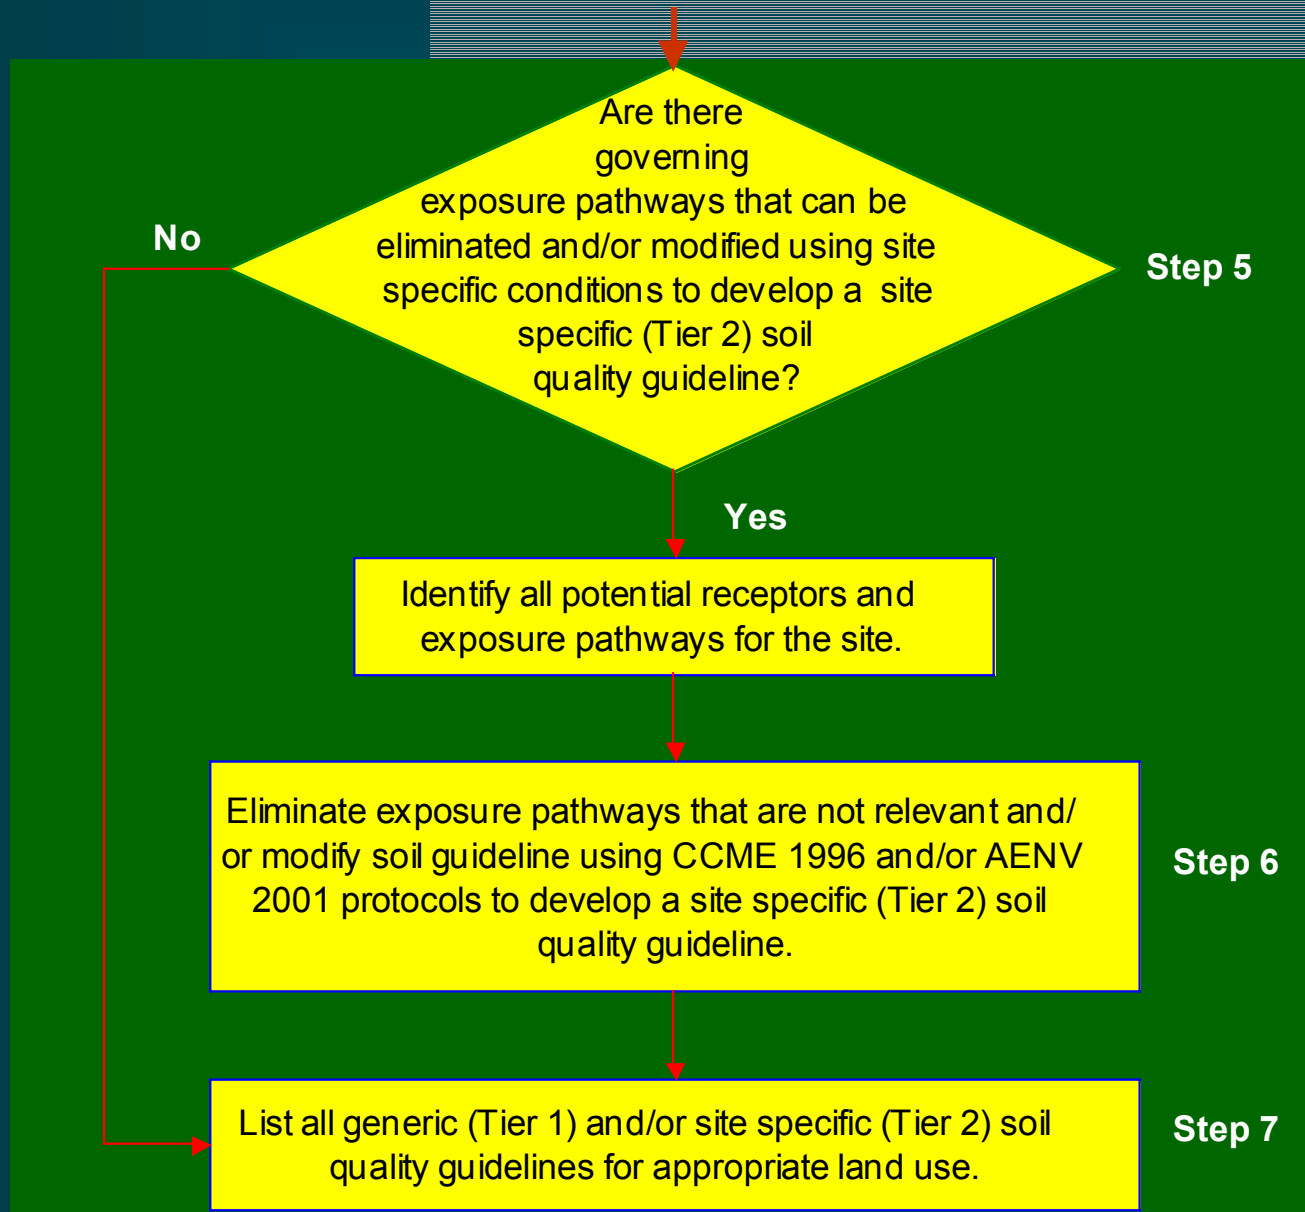 Are there
governing
exposure pathways that can be
eliminated and/or modified using site
specific conditions to develop a site
specific (Tier 2) soil
quality guideline?
No
Step 5
Yes
Identify all potential receptors and
exposure pathways for the site.
Eliminate exposure pathways that are not relevant and/
or modify soil guideline using CCME 1996 and/or AENV
2001 protocols to develop a site specific (Tier 2) soil
quality guideline.
Step 6
List all generic (Tier 1) and/or site specific (Tier 2) soil
quality guidelines for appropriate land use.
Step 7